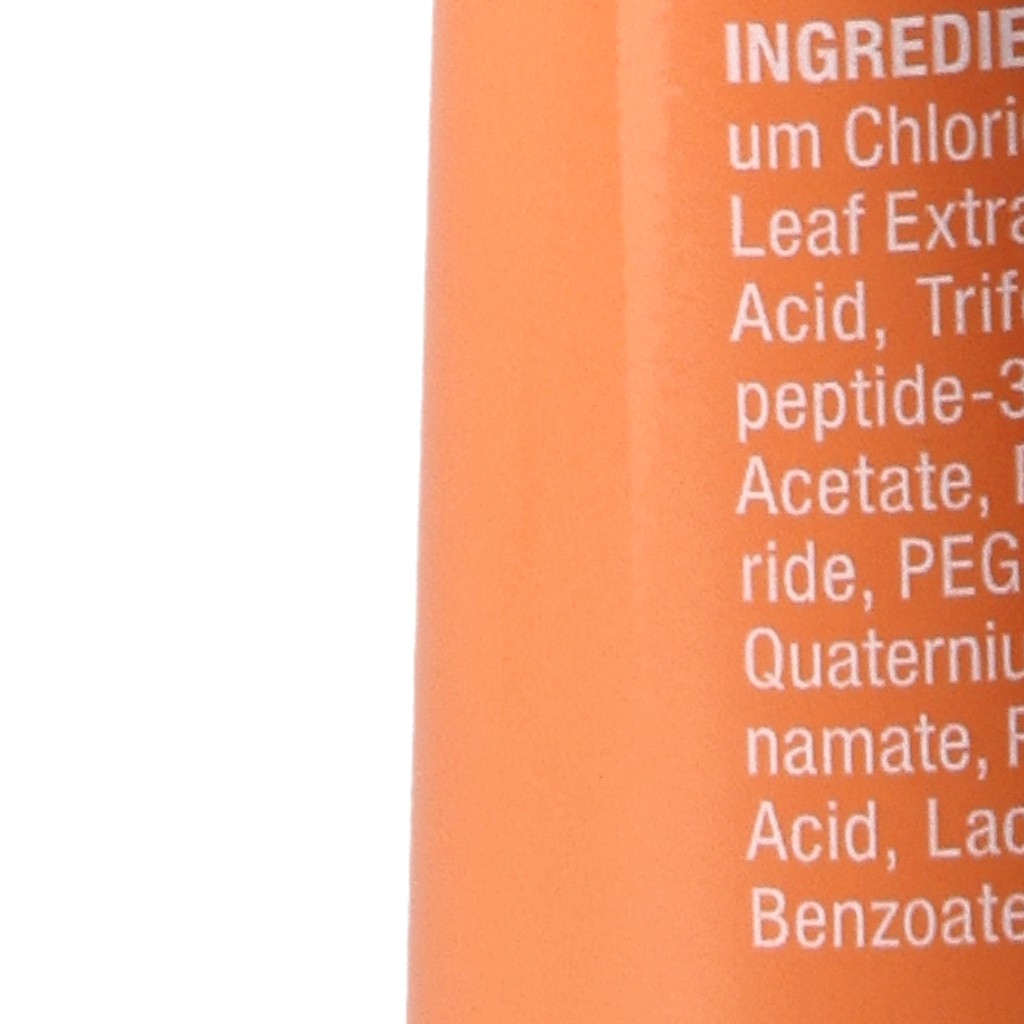 INGREDIE
um Chlori
Leaf Extra
Acid, Trif
peptide-3
Acetate,
ride, PEG
Quaterniu
namate,
Acid, Lac
Benzoate